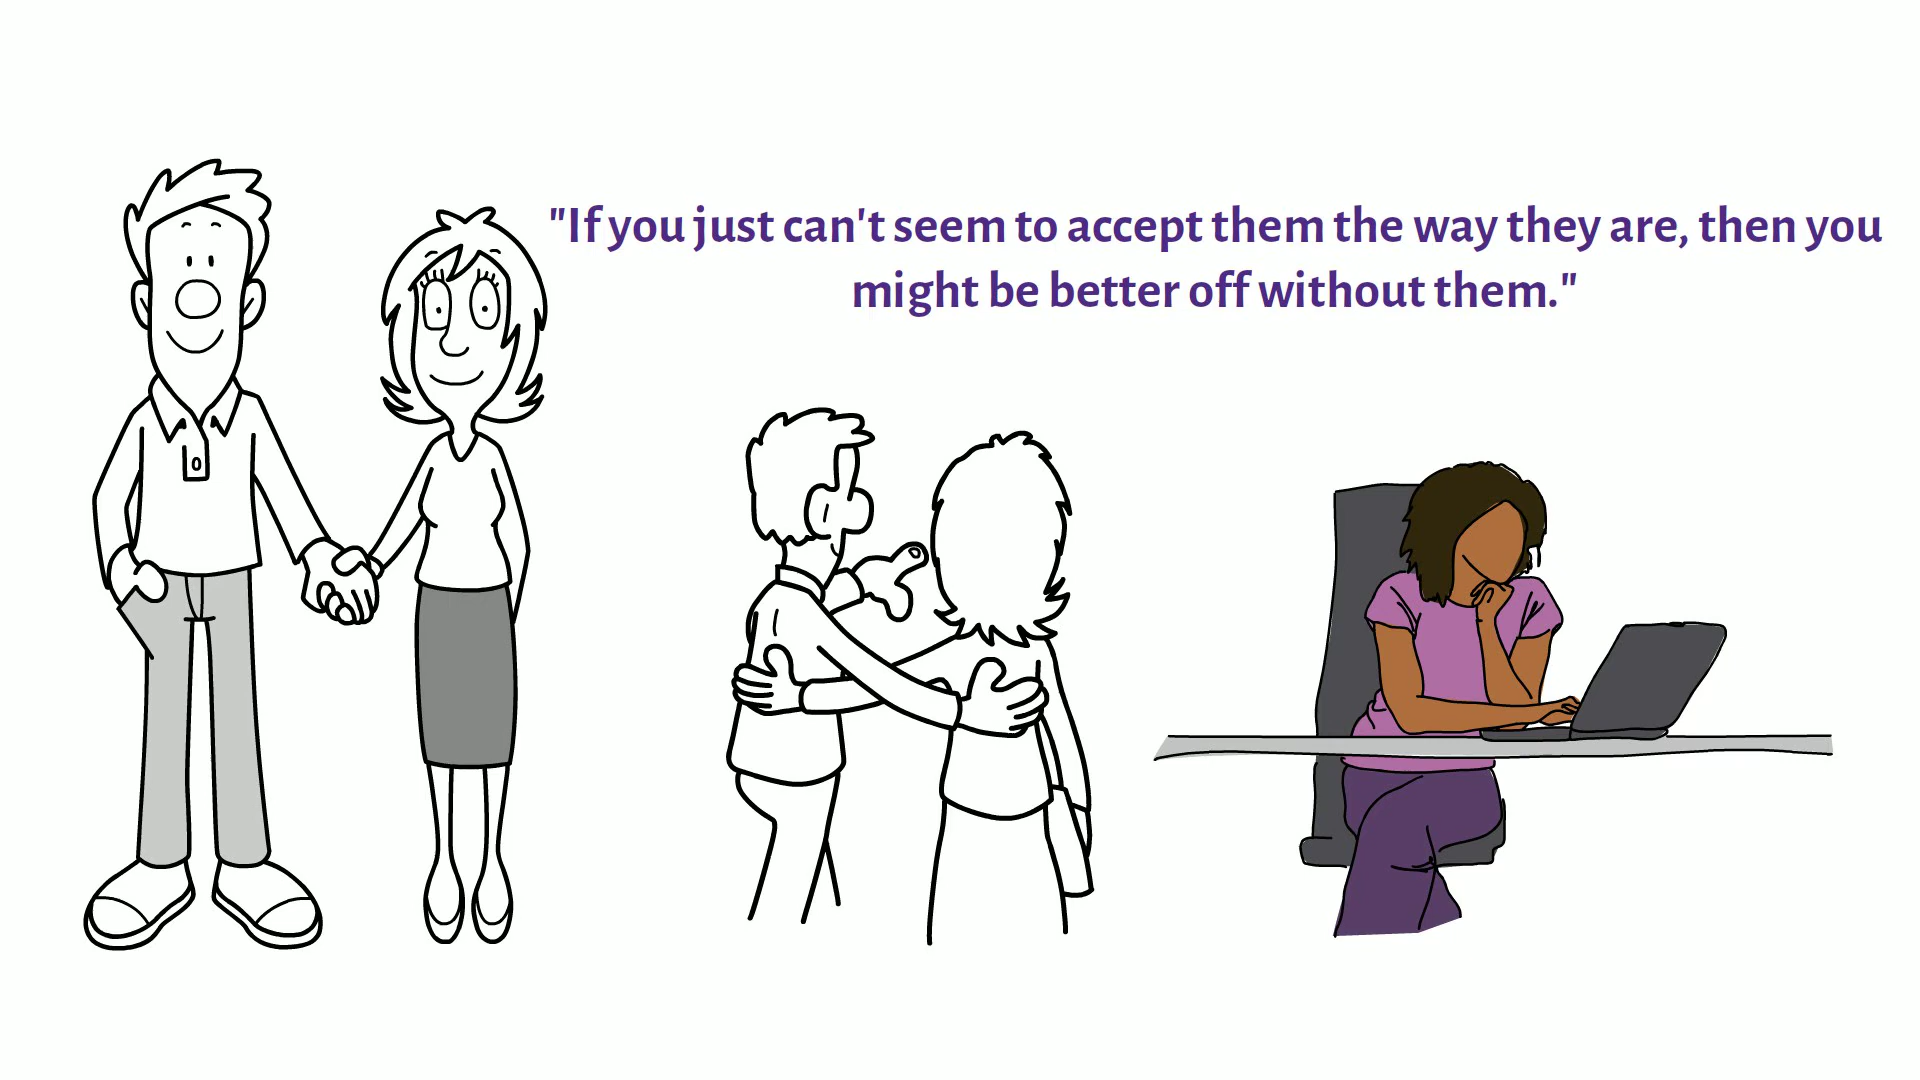 "If you just can't seem to accept them the way they are, then you
might be better off without them."